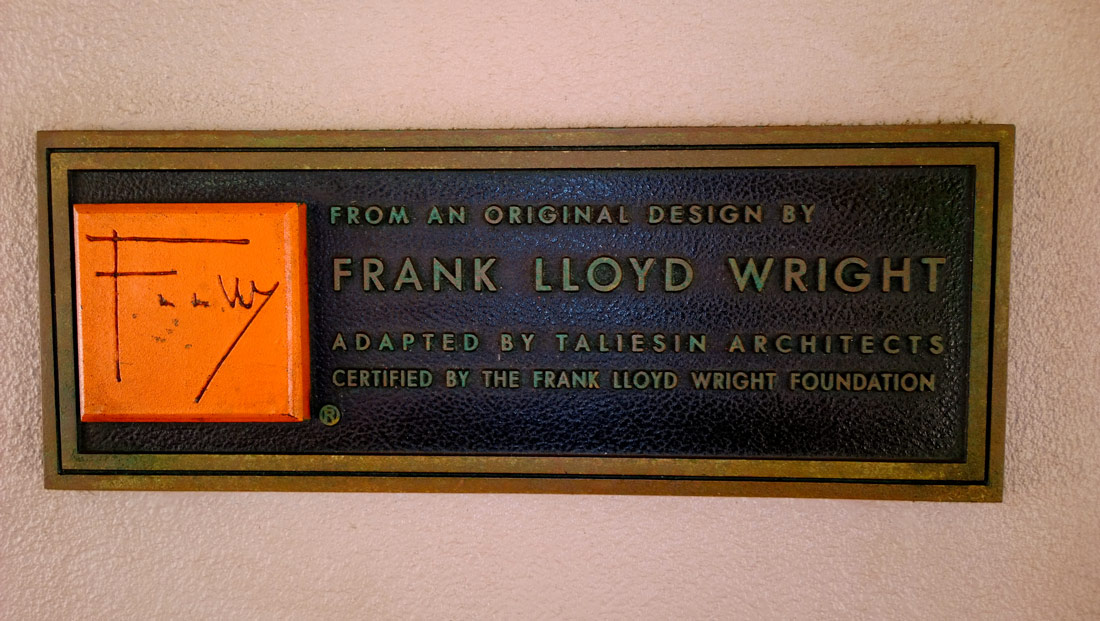 FROM AN ORIGINAL DESIGN BY
FRANK LLOYD WRIGHT
ADAPTED BY TALIESIN ARCHITECTS
CERTIFIED BY THE FRANK LLOYD WRIGHT FOUNDATION
®